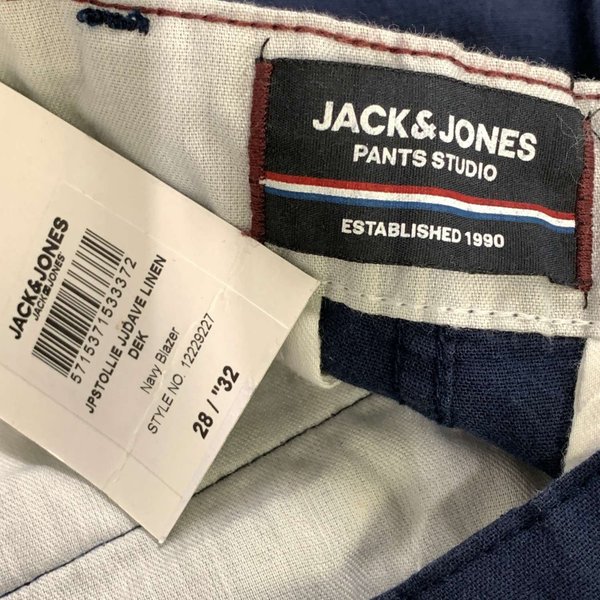 JACK&JONES
PANTS STUDIO
ESTABLISHED 1990
JACK&JONES
JACK&JONES
5715371533372
JPSTOLLIE JJDAVE LINEN
DEK
Navy Blazer
STYLE NO. 12229227
28 / "32